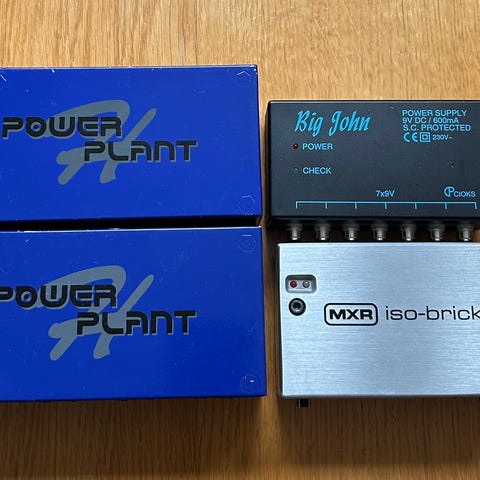 POWER
PLANT
POWER
PLANT
Big John
POWER SUPPLY
9V DC / 600mA
S.C. PROTECTED
CE 230V~
POWER
CHECK
7x9V
CIOKS
MXR iso-brick